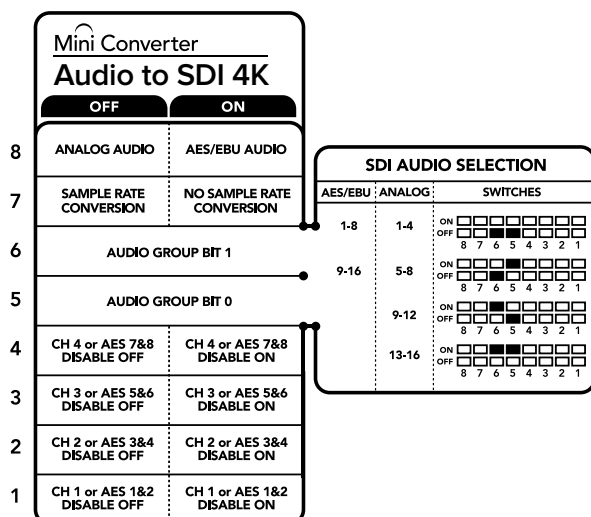 Mini Converter
Audio to SDI 4K
OFF ON
8 ANALOG AUDIO AES/EBU AUDIO
7 SAMPLE RATE CONVERSION NO SAMPLE RATE CONVERSION
6 AUDIO GROUP BIT 1
5 AUDIO GROUP BIT 0
4 CH 4 or AES 7&8 DISABLE OFF CH 4 or AES 7&8 DISABLE ON
3 CH 3 or AES 5&6 DISABLE OFF CH 3 or AES 5&6 DISABLE ON
2 CH 2 or AES 3&4 DISABLE OFF CH 2 or AES 3&4 DISABLE ON
1 CH 1 or AES 1&2 DISABLE OFF CH 1 or AES 1&2 DISABLE ON
SDI AUDIO SELECTION
AES/EBU ANALOG SWITCHES
1-8 1-4 ON
OFF
8 7 6 5 4 3 2 1
9-16 5-8 ON
OFF
8 7 6 5 4 3 2 1
9-12 ON
OFF
8 7 6 5 4 3 2 1
13-16 ON
OFF
8 7 6 5 4 3 2 1